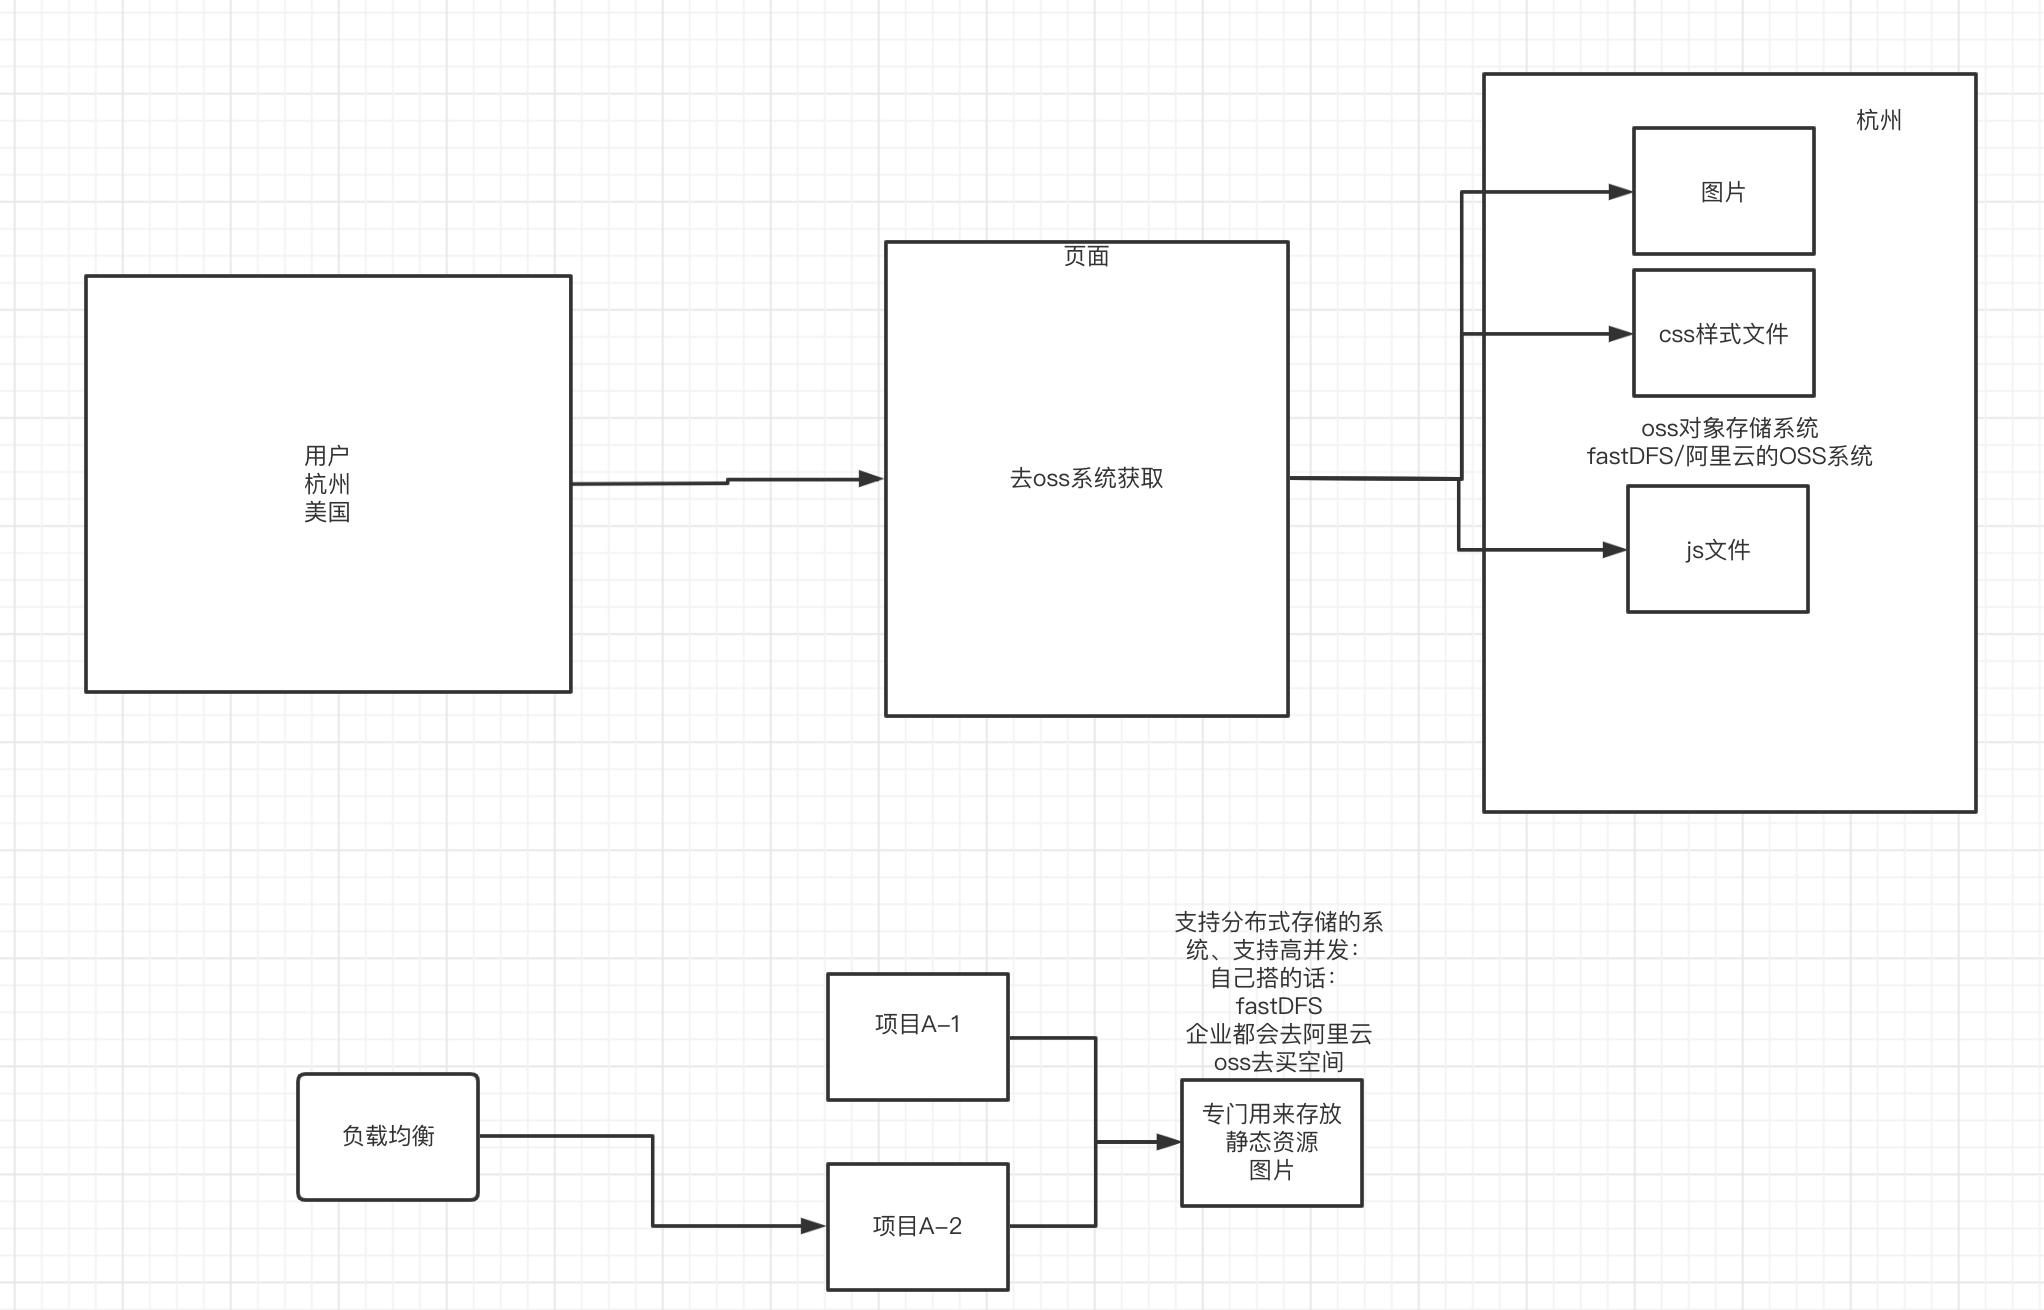 杭州
图片
页面
css样式文件
oss对象存储系统
fastDFS/阿里云的OSS系统
用户
杭州
美国
去oss系统获取
js文件
支持分布式存储的系
统、支持高并发：
自己搭的话：
fastDFS
企业都会去阿里云
oss去买空间
项目A-1
专门用来存放
静态资源
图片
负载均衡
项目A-2